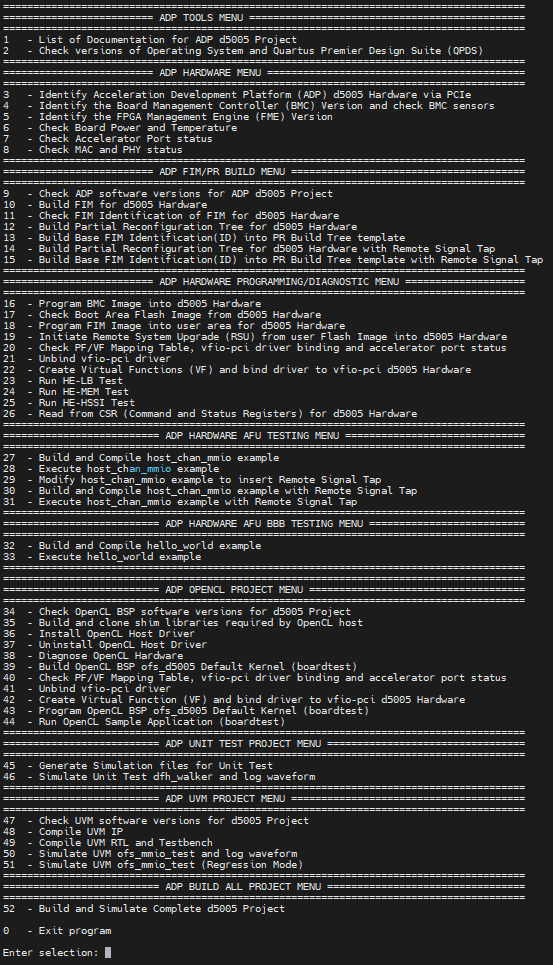 =======================================================================================
========================= ADP TOOLS MENU ==============================================
=======================================================================================
1   - List of Documentation for ADP d5005 Project
2   - Check versions of Operating System and Quartus Premier Design Suite (QPDS)
=======================================================================================
========================== ADP HARDWARE MENU ==========================================
=======================================================================================
3   - Identify Acceleration Development Platform (ADP) d5005 Hardware via PCIe
4   - Identify the Board Management Controller (BMC) Version and check BMC sensors
5   - Identify the FPGA Management Engine (FME) Version
6   - Check Board Power and Temperature
7   - Check Accelerator Port status
8   - Check MAC and PHY status
=======================================================================================
========================= ADP FIM/PR BUILD MENU =======================================
=======================================================================================
9   - Check ADP software versions for ADP d5005 Project
10  - Build FIM for d5005 Hardware
11  - Check FIM Identification of FIM for d5005 Hardware
12  - Build Partial Reconfiguration Tree for d5005 Hardware
13  - Build Base FIM Identification(ID) into PR Build Tree template
14  - Build Partial Reconfiguration Tree for d5005 Hardware with Remote Signal Tap
15  - Build Base FIM Identification(ID) into PR Build Tree template with Remote Signal Tap
=======================================================================================
========================== ADP HARDWARE PROGRAMMING/DIAGNOSTIC MENU ====================
=======================================================================================
16  - Program BMC Image into d5005 Hardware
17  - Check Boot Area Flash Image from d5005 Hardware
18  - Program FIM Image into user area for d5005 Hardware
19  - Initiate Remote System Upgrade (RSU) from user Flash Image into d5005 Hardware
20  - Check PF/VF Mapping Table, vfio-pci driver binding and accelerator port status
21  - Unbind vfio-pci driver
22  - Create Virtual Functions (VF) and bind driver to vfio-pci d5005 Hardware
23  - Run HE-LB Test
24  - Run HE-MEM Test
25  - Run HE-HSSI Test
26  - Read from CSR (Command and Status Registers) for d5005 Hardware
=======================================================================================
========================== ADP HARDWARE AFU TESTING MENU ==============================
=======================================================================================
27  - Build and Compile host_chan_mmio example
28  - Execute host_chan_mmio example
29  - Modify host_chan_mmio example to insert Remote Signal Tap
30  - Build and Compile host_chan_mmio example with Remote Signal Tap
31  - Execute host_chan_mmio example with Remote Signal Tap
=======================================================================================
========================== ADP HARDWARE AFU BBB TESTING MENU ==========================
=======================================================================================
32  - Build and Compile hello_world example
33  - Execute hello_world example
=======================================================================================
=======================================================================================
========================== ADP OPENCL PROJECT MENU ====================================
=======================================================================================
34  - Check OpenCL BSP software versions for d5005 Project
35  - Build and clone shim libraries required by OpenCL host
36  - Install OpenCL Host Driver
37  - Uninstall OpenCL Host Driver
38  - Diagnose OpenCL Hardware
39  - Build OpenCL BSP ofs_d5005 Default Kernel (boardtest)
40  - Check PF/VF Mapping Table, vfio-pci driver binding and accelerator port status
41  - Unbind vfio-pci driver
42  - Create Virtual Function (VF) and bind driver to vfio-pci d5005 Hardware
43  - Program OpenCL BSP ofs_d5005 Default Kernel (boardtest)
44  - Run OpenCL Sample Application (boardtest)
=======================================================================================
========================== ADP UNIT TEST PROJECT MENU =================================
=======================================================================================
45  - Generate Simulation files for Unit Test
46  - Simulate Unit Test dfh_walker and log waveform
=======================================================================================
========================== ADP UVM PROJECT MENU =======================================
=======================================================================================
47  - Check UVM software versions for d5005 Project
48  - Compile UVM IP
49  - Compile UVM RTL and Testbench
50  - Simulate UVM ofs_mmio_test and log waveform
51  - Simulate UVM ofs_mmio_test (Regression Mode)
=======================================================================================
========================== ADP BUILD ALL PROJECT MENU =================================
=======================================================================================
52  - Build and Simulate Complete d5005 Project
0   - Exit program
Enter selection: